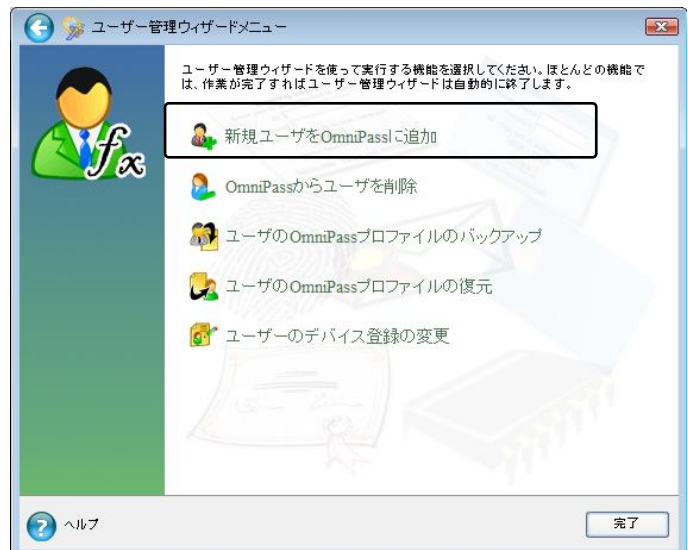 ユーザー管理ウィザードメニュー
ユーザー管理ウィザードを使って実行する機能を選択してください。ほとんどの機能で
は、作業が完了すればユーザー管理ウィザードは自動的に終了します。
fx
新規ユーザをOmniPassに追加
OmniPassからユーザを削除
ユーザのOmniPassプロファイルのバックアップ
ユーザのOmniPassプロファイルの復元
ユーザーのデバイス登録の変更
ヘルプ
完了